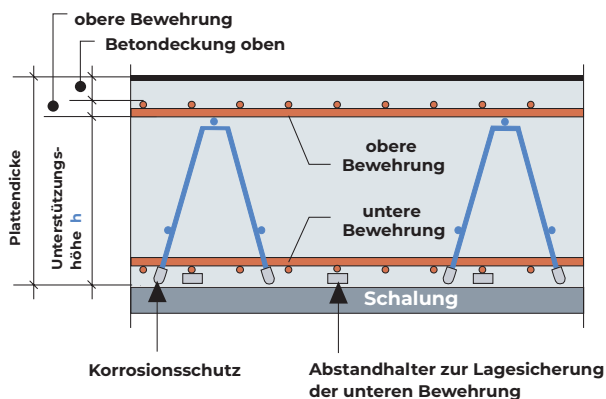 obere Bewehrung
Betondeckung oben
Plattendicke
Unterstützungs-
höhe h
obere
Bewehrung
untere
Bewehrung
Schalung
Korrosionsschutz
Abstandhalter zur Lagesicherung
der unteren Bewehrung